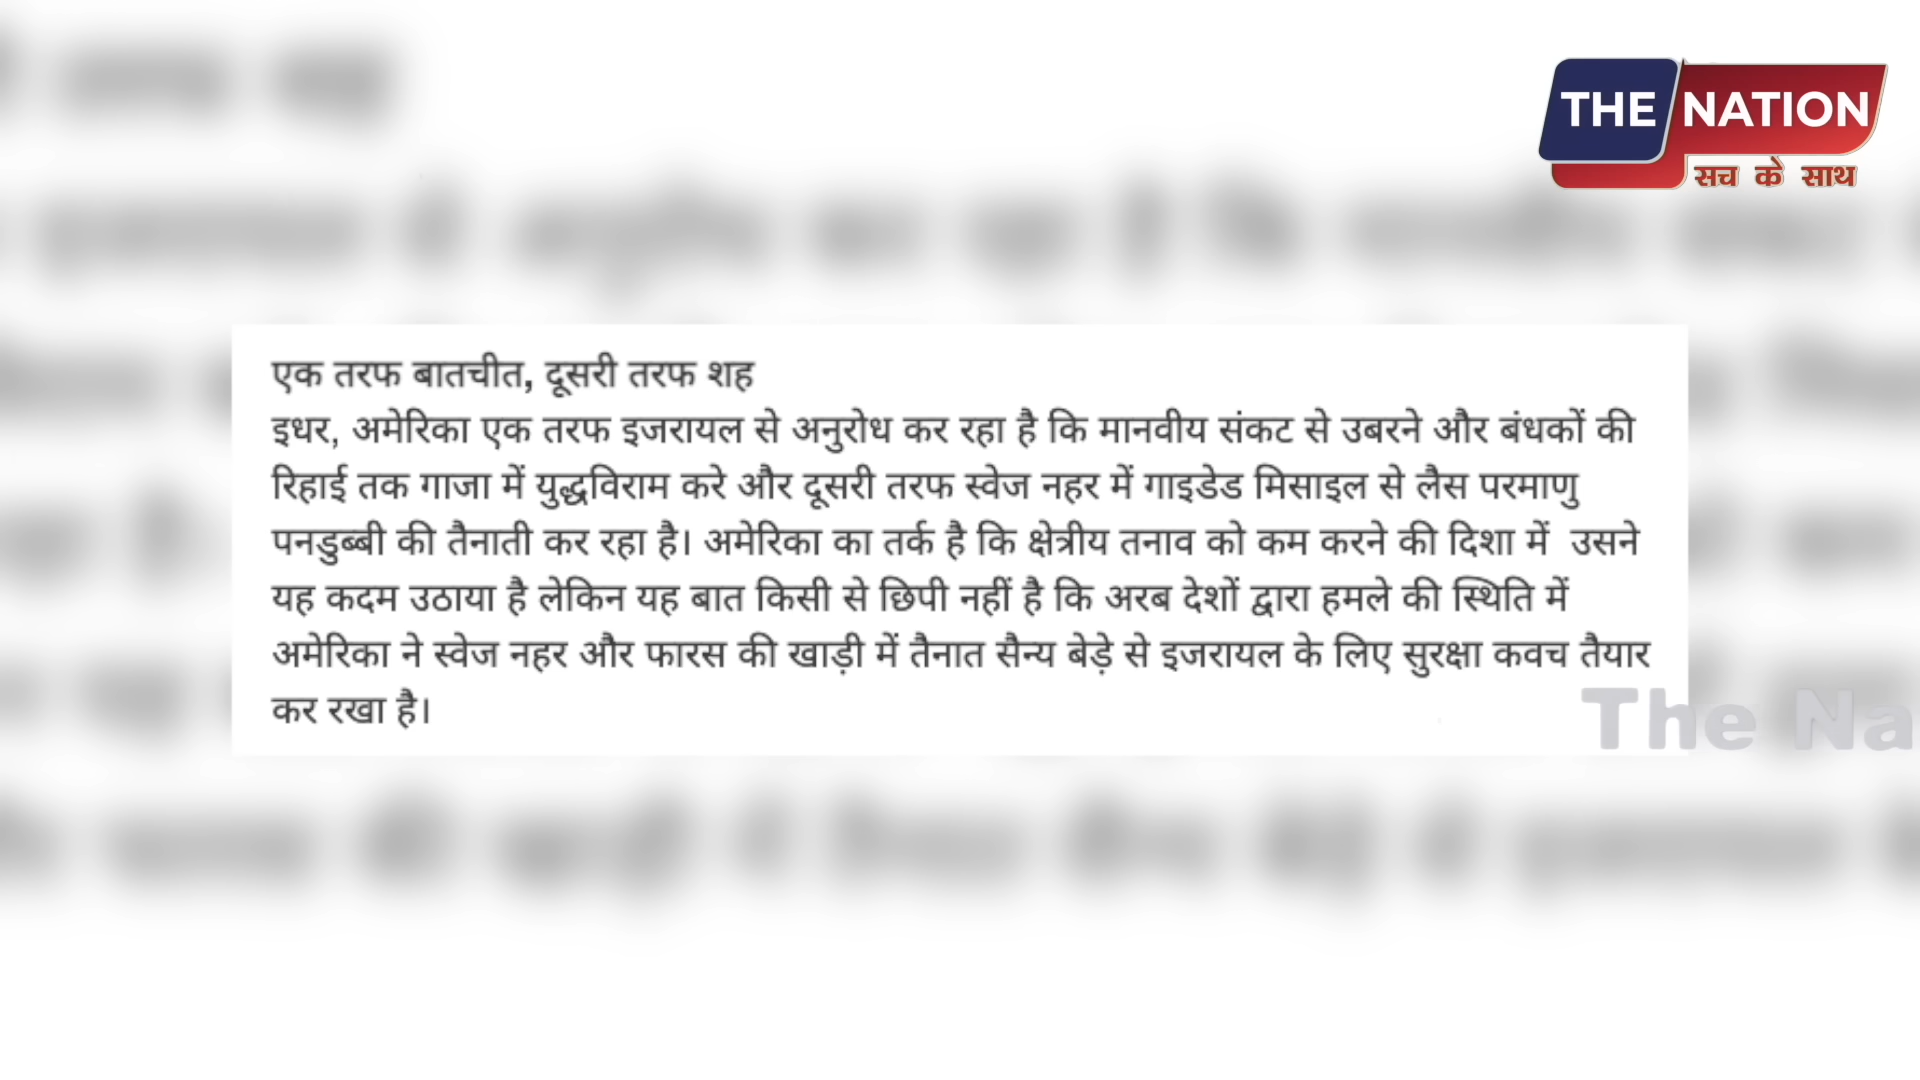 THE NATION
सच के साथ
एक तरफ बातचीत, दूसरी तरफ शह
इधर, अमेरिका एक तरफ इजरायल से अनुरोध कर रहा है कि मानवीय संकट से उबरने और बंधकों की
रिहाई तक गाजा में युद्धविराम करे और दूसरी तरफ स्वेज नहर में गाइडेड मिसाइल से लैस परमाणु
पनडुब्बी की तैनाती कर रहा है। अमेरिका का तर्क है कि क्षेत्रीय तनाव को कम करने की दिशा में  उसने
यह कदम उठाया है लेकिन यह बात किसी से छिपी नहीं है कि अरब देशों द्वारा हमले की स्थिति में
अमेरिका ने स्वेज नहर और फारस की खाड़ी में तैनात सैन्य बेड़े से इजरायल के लिए सुरक्षा कवच तैयार
कर रखा है।
The Na